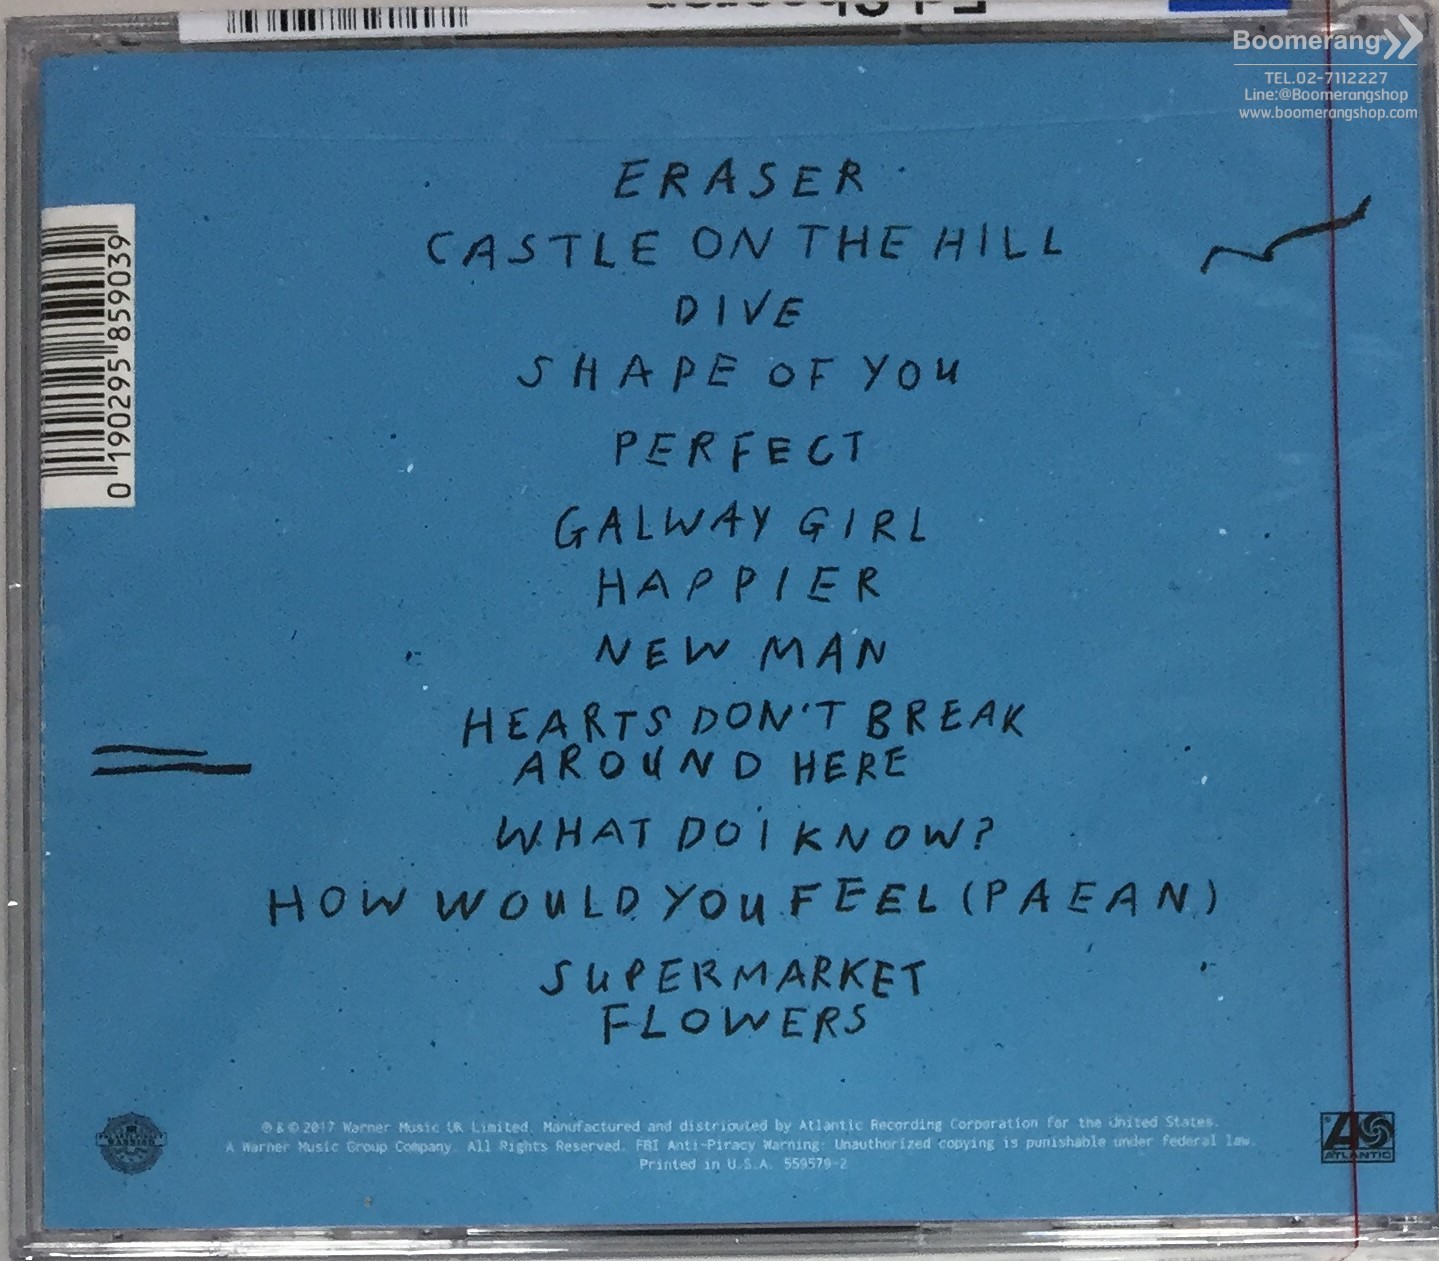 Boomerang
TEL.02-7112227
Line:@Boomerangshop
www.boomerangshop.com
ERASER
CASTLE ON THE HILL
DIVE
SHAPE OF YOU
PERFECT
GALWAY GIRL
HAPPIER
NEW MAN
HEARTS DON'T BREAK
AROUND HERE
WHAT DO I KNOW?
HOW WOULD YOU FEEL (PAEAN)
SUPERMARKET
FLOWERS
0 190295 859039
℗ & © 2017 Warner Music UK Limited. Manufactured and distributed by Atlantic Recording Corporation for the United States.
A Warner Music Group Company. All Rights Reserved. FBI Anti-Piracy Warning: Unauthorized copying is punishable under federal law.
Printed in U.S.A. 559579-2
ATLANTIC